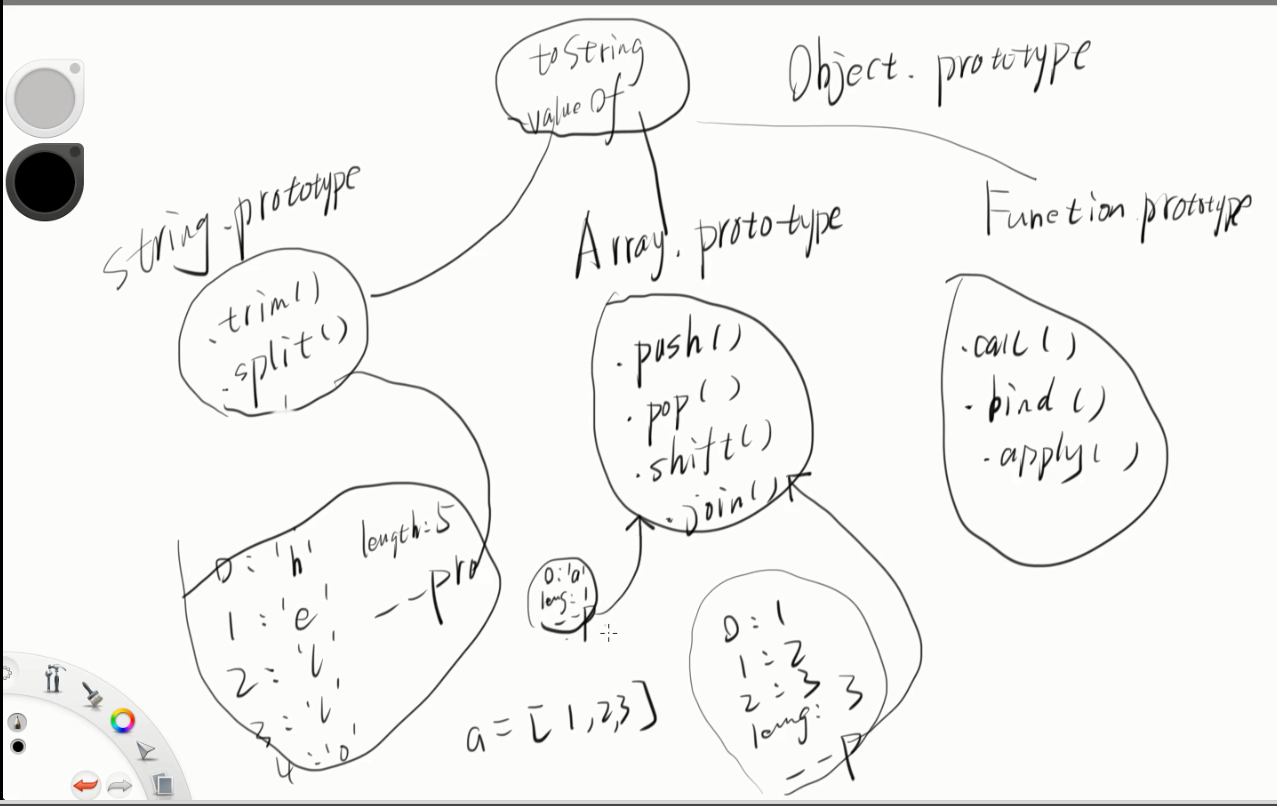 toString
valueOf
Object.prototype
string.prototype
.trim()
.split()
Array.prototype
.push()
.pop()
.shift()
.join()
Function.prototype
.call()
.bind()
.apply()
0:'h'
length:5
1:'e'
--pro
2:'l'
3:'l'
4:'o'
0:'a'
leng:1
--p
a=[1,2,3]
0:1
1:2
2:3
leng: 3
--p